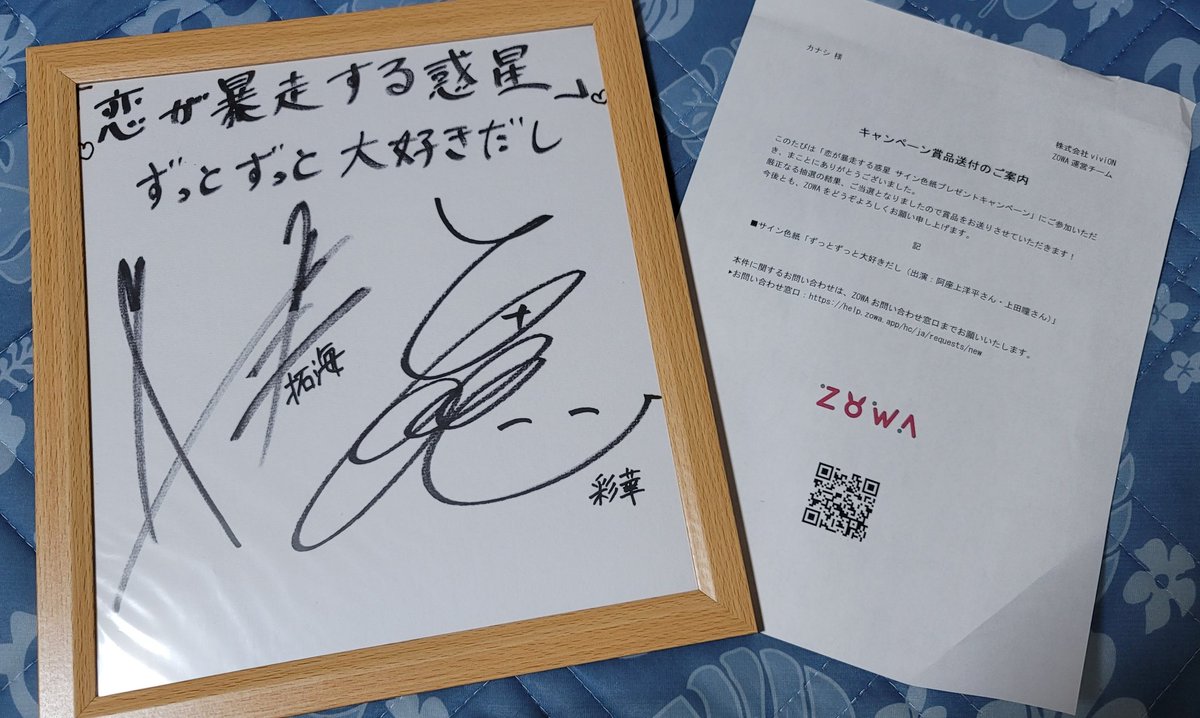 「恋が暴走する惑星」
ずっとずっと大好きだし
拓海
彩華
カナシ 様
株式会社 viviON
ZOWA 運営チーム
キャンペーン賞品送付のご案内
このたびは「恋が暴走する惑星 サイン色紙プレゼントキャンペーン」にご参加いただ
き、まことにありがとうございました。
厳正なる抽選の結果、ご当選となりましたので賞品をお送りさせていただきます！
今後とも、ZOWAをどうぞよろしくお願い申し上げます。
記
■サイン色紙「ずっとずっと大好きだし（出演：阿座上洋平さん・上田瞳さん）」
本件に関するお問い合わせは、ZOWAお問い合わせ窓口までお願いいたします。
▸お問い合わせ窓口：https://help.zowa.app/hc/ja/requests/new
ZOWA